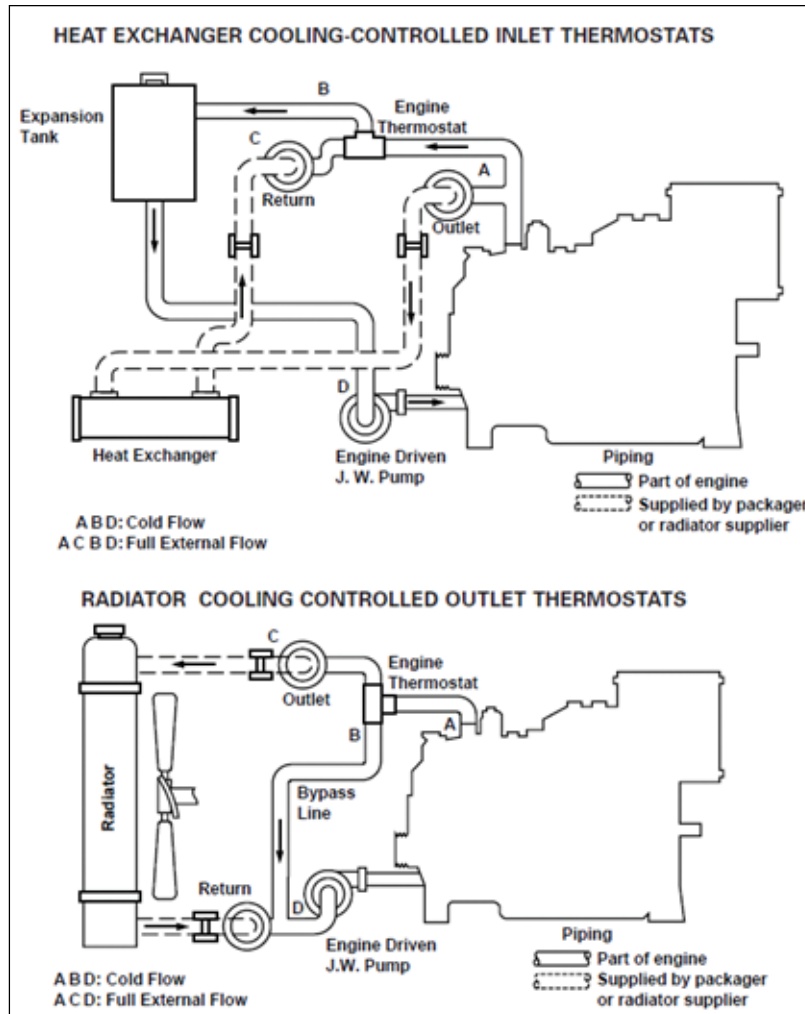 HEAT EXCHANGER COOLING-CONTROLLED INLET THERMOSTATS
B
Expansion
Tank
Engine
Thermostat
C
A
Return
Outlet
D
Heat Exchanger
Engine Driven
J. W. Pump
Piping
Part of engine
Supplied by packager
or radiator supplier
A B D: Cold Flow
A C B D: Full External Flow
RADIATOR COOLING CONTROLLED OUTLET THERMOSTATS
C
Engine
Thermostat
Outlet
A
B
Radiator
Bypass
Line
Return
D
Engine Driven
J.W. Pump
Piping
Part of engine
Supplied by packager
or radiator supplier
A B D: Cold Flow
A C D: Full External Flow